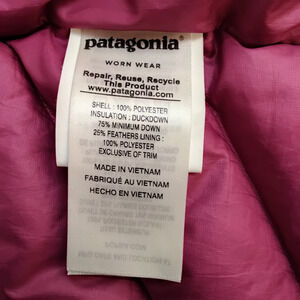 patagonia®
WORN WEAR
Repair, Reuse, Recycle
This Product
www.patagonia.com
SHELL : 100% POLYESTER
INSULATION : DUCKDOWN
75% MINIMUM DOWN
25% FEATHERS LINING :
100% POLYESTER
EXCLUSIVE OF TRIM
MADE IN VIETNAM
FABRIQUÉ AU VIETNAM
HECHO EN VIETNAM